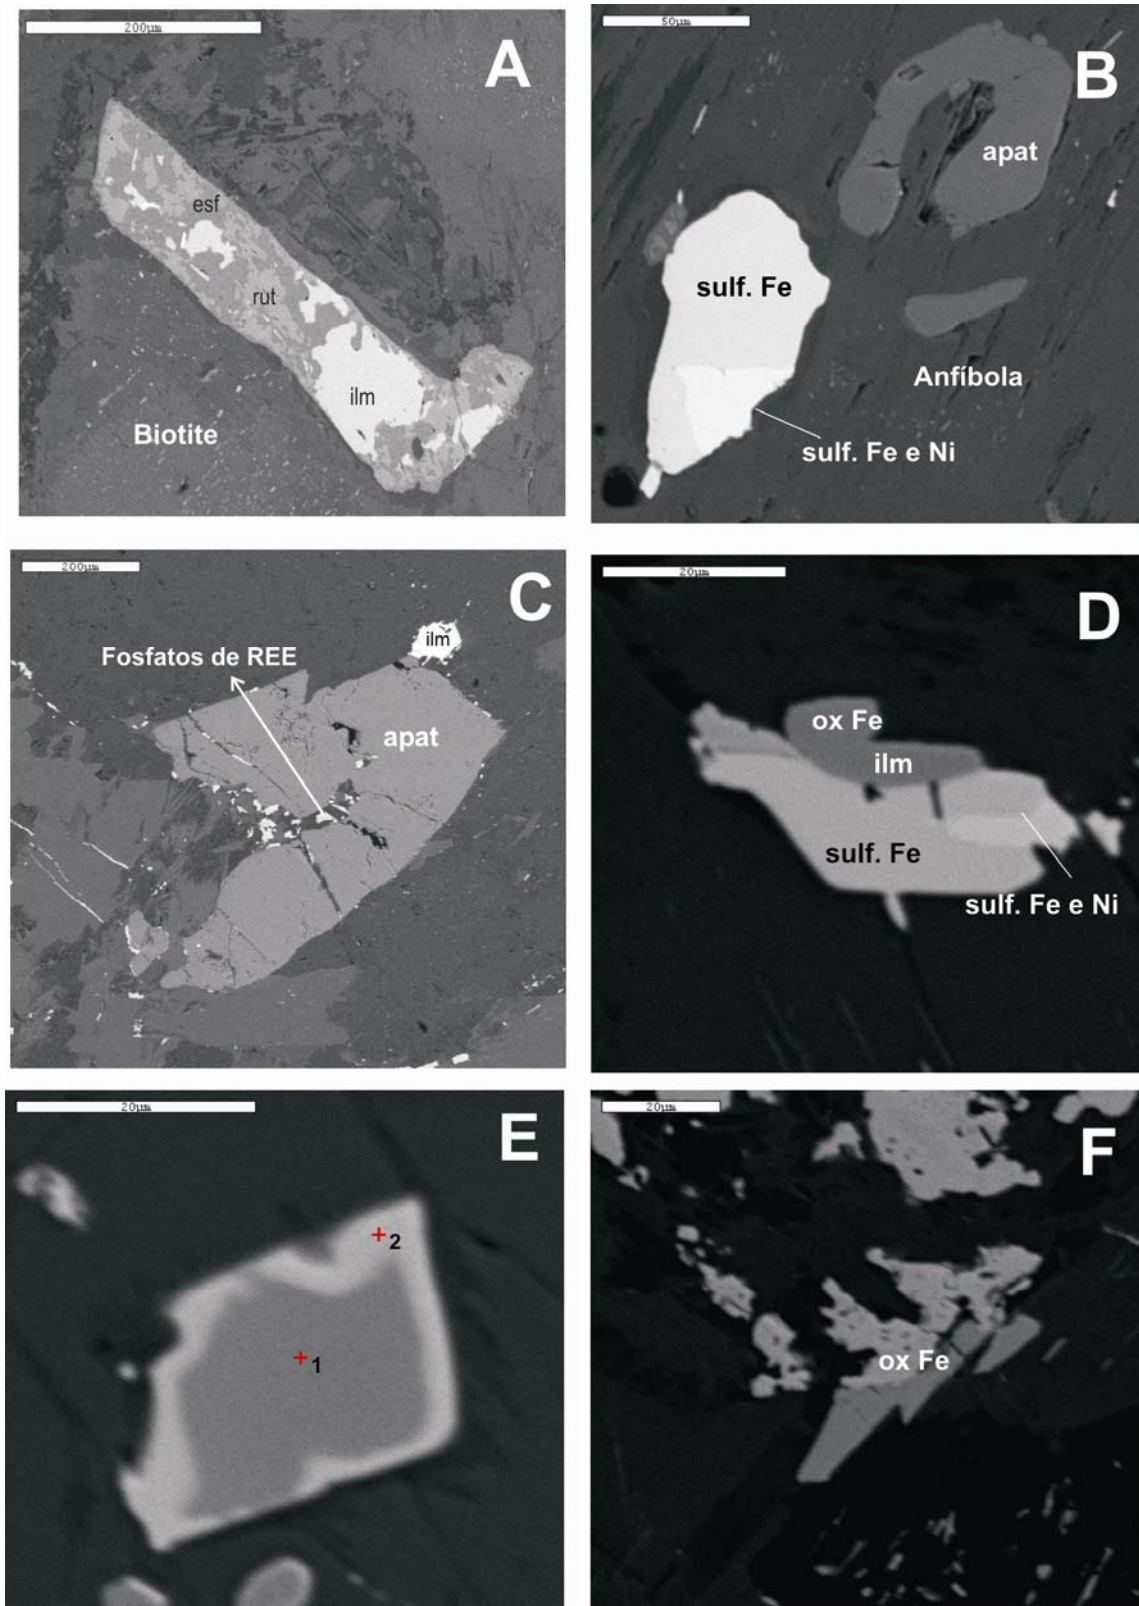 200µm
A
esf
rut
ilm
Biotite
50µm
B
apat
sulf. Fe
Anfíbola
sulf. Fe e Ni
200µm
C
ilm
Fosfatos de REE
apat
20µm
D
ox Fe
ilm
sulf. Fe
sulf. Fe e Ni
20µm
E
2
1
20µm
F
ox Fe